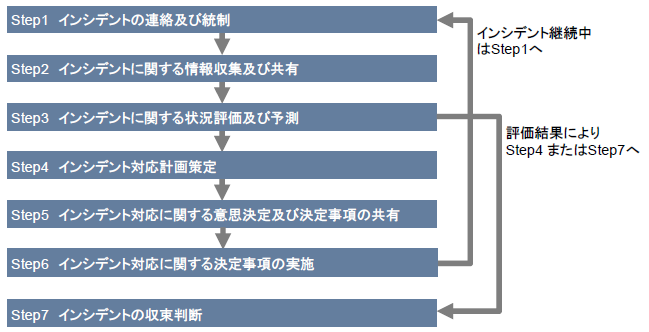 Step1 インシデントの連絡及び統制
インシデント継続中
はStep1へ
Step2 インシデントに関する情報収集及び共有
Step3 インシデントに関する状況評価及び予測
評価結果により
Step4 またはStep7へ
Step4 インシデント対応計画策定
Step5 インシデント対応に関する意思決定及び決定事項の共有
Step6 インシデント対応に関する決定事項の実施
Step7 インシデントの収束判断